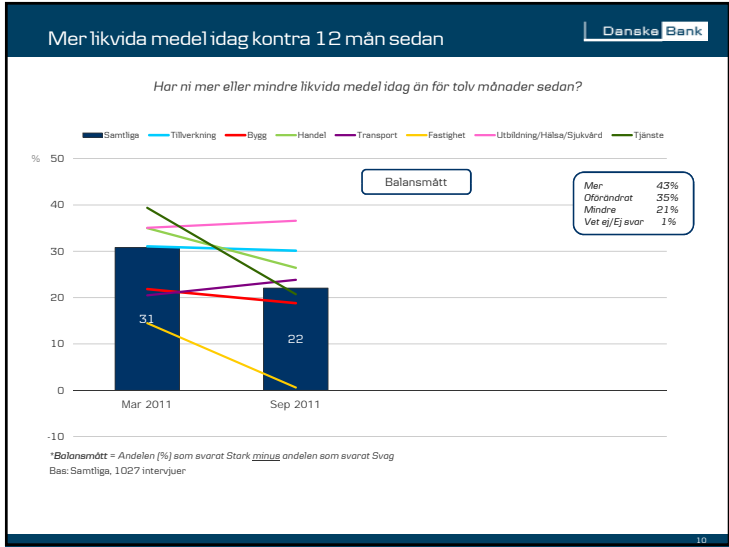 Mer likvida medel idag kontra 12 mån sedan
Danske Bank
Har ni mer eller mindre likvida medel idag än för tolv månader sedan?
Samtliga Tillverkning Bygg Handel Transport Fastighet Utbildning/Hälsa/Sjukvård Tjänste
% 50
Balansmått
Mer 43%
Oförändrat 35%
Mindre 21%
Vet ej/Ej svar 1%
40
30
20
31
22
10
0
Mar 2011 Sep 2011
-10
*Balansmått = Andelen (%) som svarat Stark minus andelen som svarat Svag
Bas: Samtliga, 1027 intervjuer
10